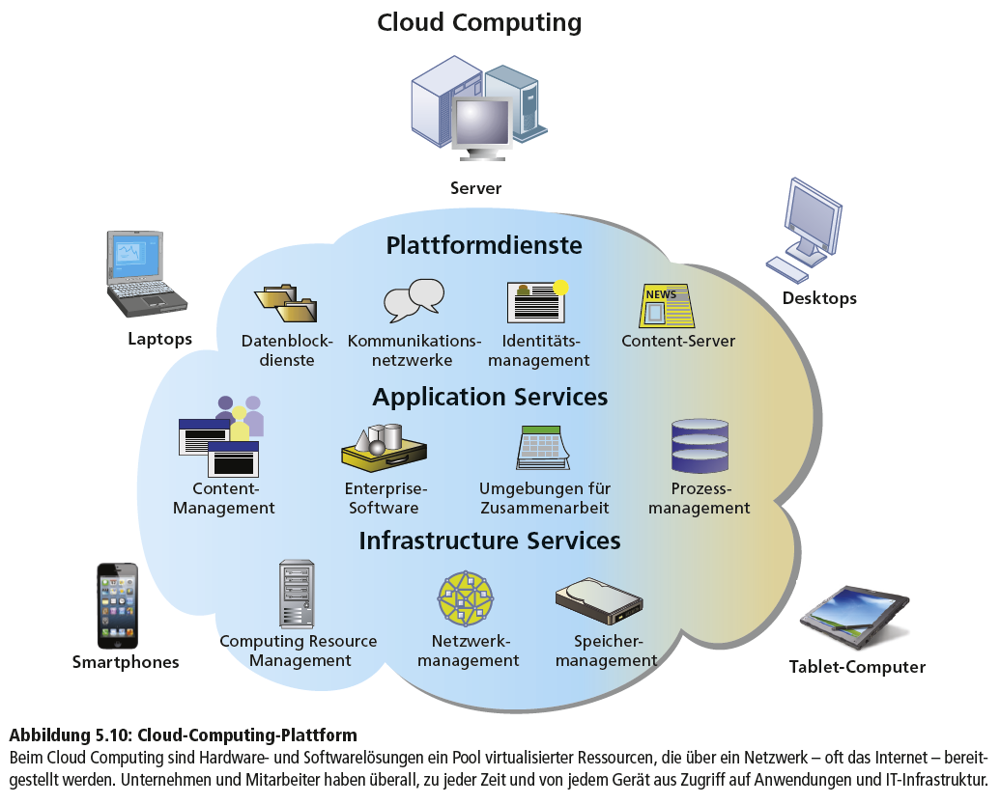 Cloud Computing
Server
Laptops
Desktops
Plattformdienste
Datenblock-
dienste
Kommunikations-
netzwerke
Identitäts-
management
NEWS
Content-Server
Application Services
Content-
Management
Enterprise-
Software
Umgebungen für
Zusammenarbeit
Prozess-
management
Infrastructure Services
Computing Resource
Management
Netzwerk-
management
Speicher-
management
Smartphones
Tablet-Computer
Abbildung 5.10: Cloud-Computing-Plattform
Beim Cloud Computing sind Hardware- und Softwarelösungen ein Pool virtualisierter Ressourcen, die über ein Netzwerk – oft das Internet – bereit-
gestellt werden. Unternehmen und Mitarbeiter haben überall, zu jeder Zeit und von jedem Gerät aus Zugriff auf Anwendungen und IT-Infrastruktur.